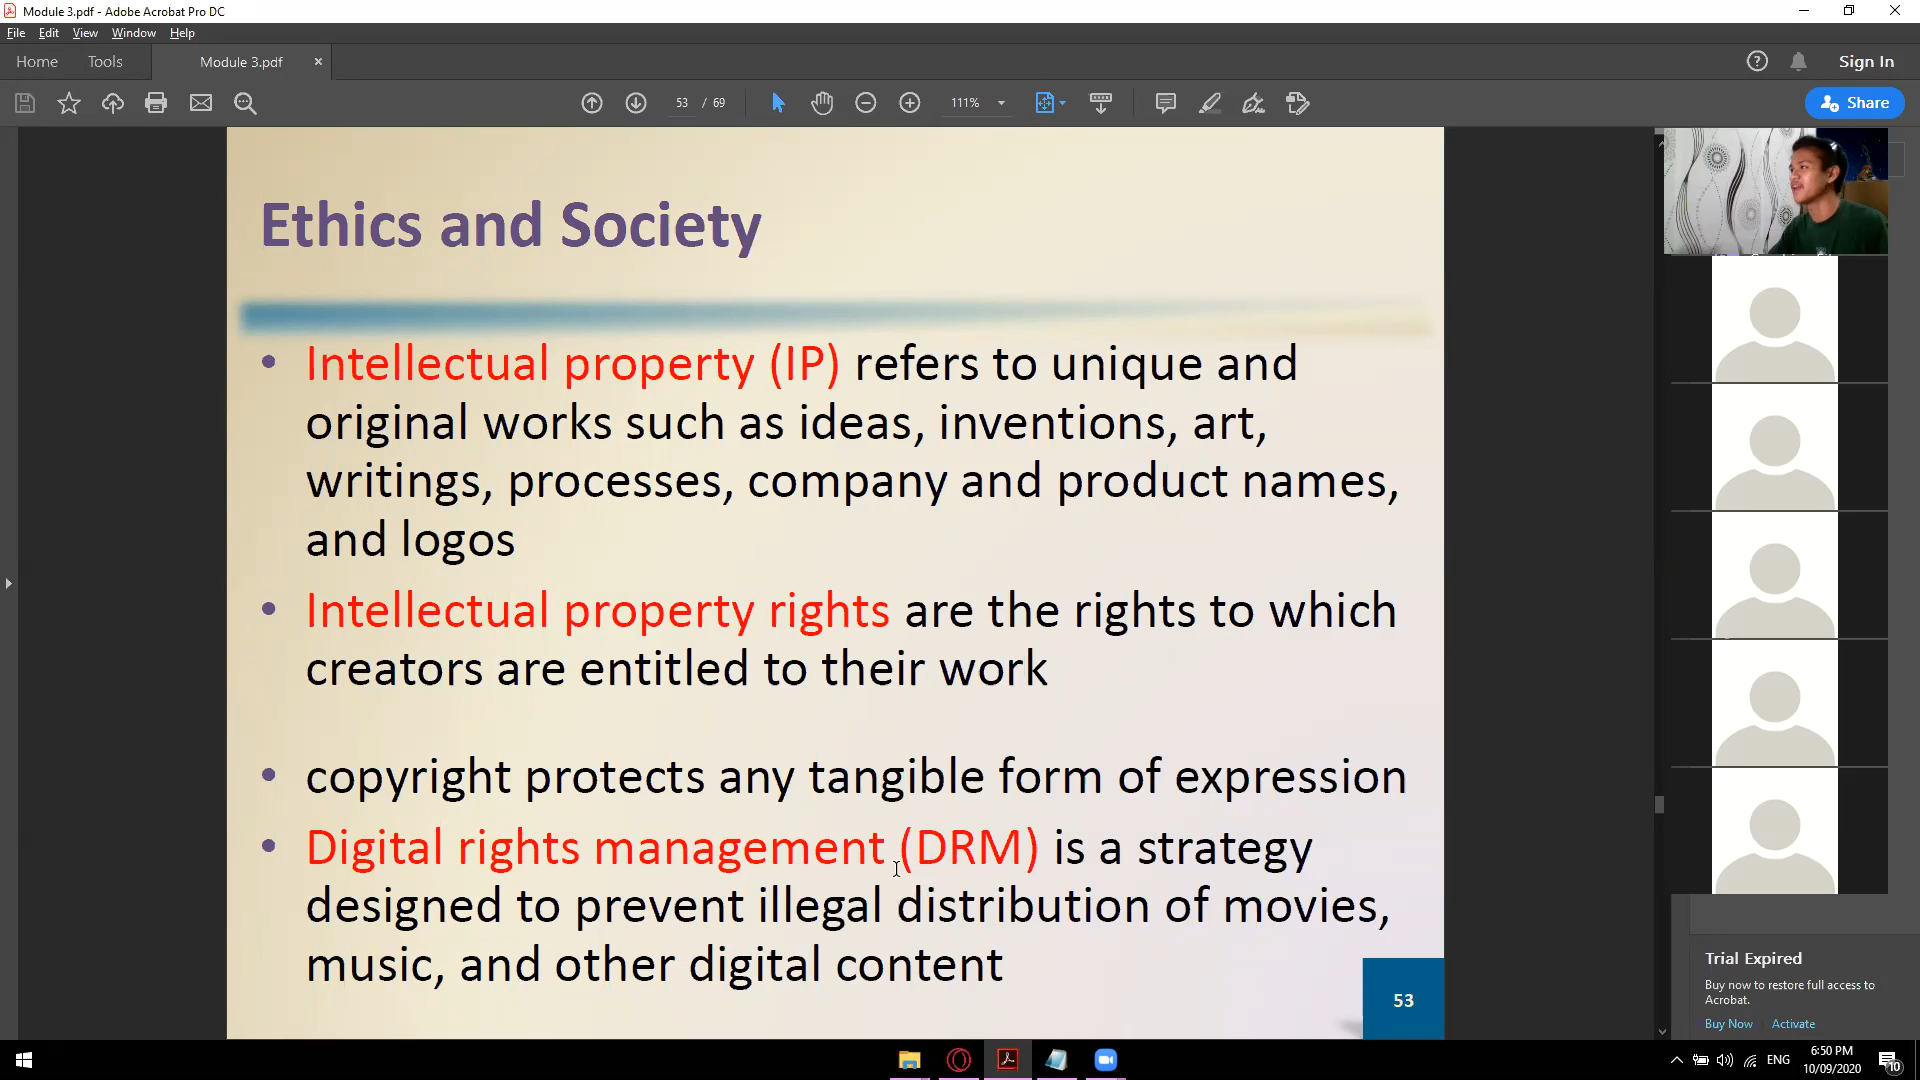 Module 3.pdf - Adobe Acrobat Pro DC
File Edit View Window Help
Home Tools Module 3.pdf Sign In
53 / 69 111% Share
Ethics and Society
• Intellectual property (IP) refers to unique and
original works such as ideas, inventions, art,
writings, processes, company and product names,
and logos
• Intellectual property rights are the rights to which
creators are entitled to their work
• copyright protects any tangible form of expression
• Digital rights management (DRM) is a strategy
designed to prevent illegal distribution of movies,
music, and other digital content
53
Trial Expired
Buy now to restore full access to
Acrobat.
Buy Now Activate
ENG
6:50 PM
10/09/2020
10